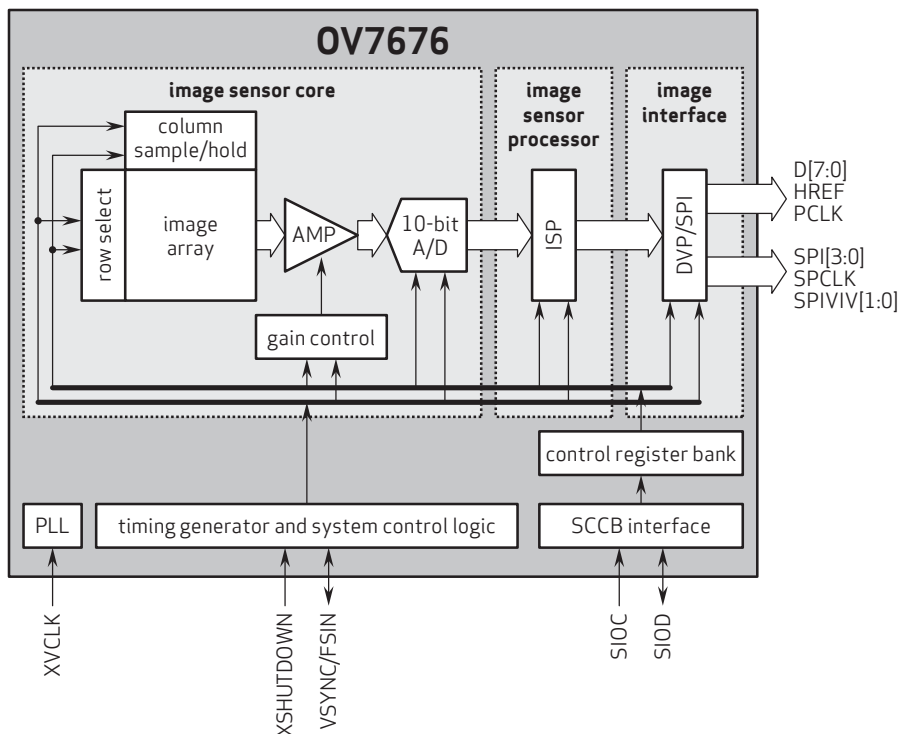 OV7676
image sensor core
image
sensor
processor
image
interface
column
sample/hold
row select
image
array
AMP
10-bit
A/D
ISP
DVP/SPI
D[7:0]
HREF
PCLK
SPI[3:0]
SPCLK
SPIVIV[1:0]
gain control
control register bank
PLL
timing generator and system control logic
SCCB interface
XVCLK
XSHUTDOWN
VSYNC/FSIN
SIOC
SIOD